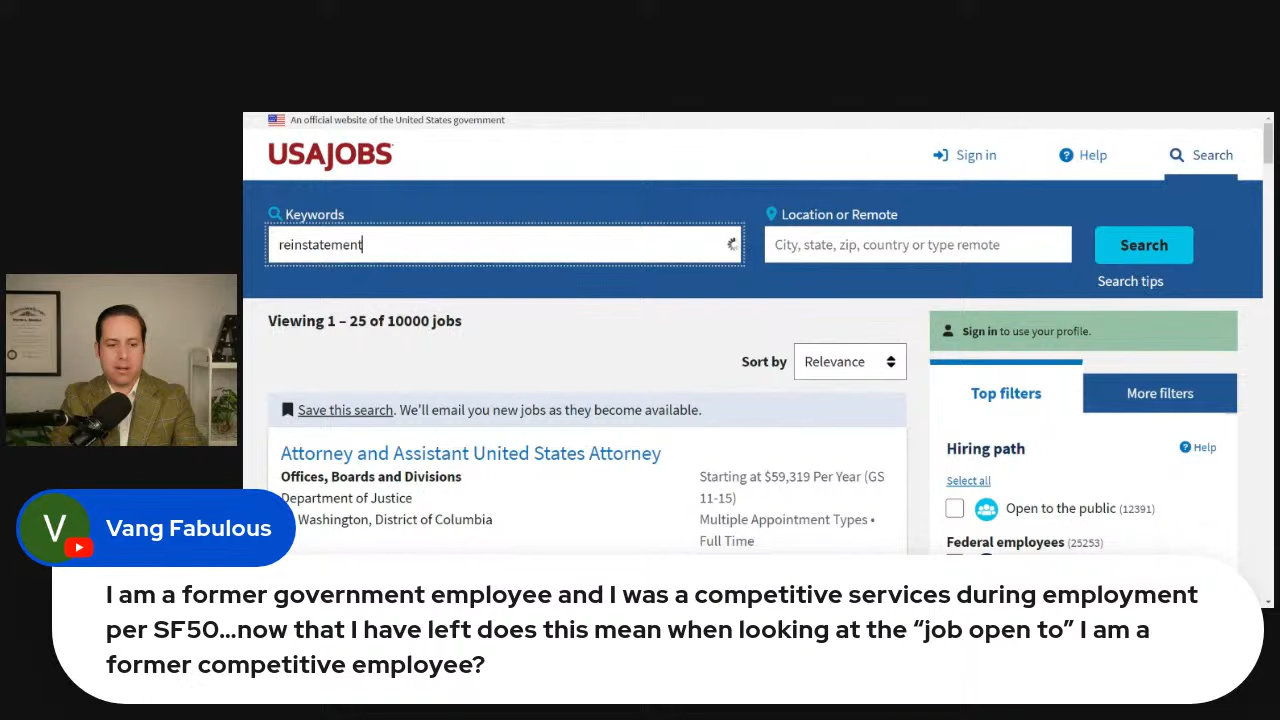 An official website of the United States government
USAJOBS
Sign in
Help
Search
Keywords
Location or Remote
reinstatement
City, state, zip, country or type remote
Search
Search tips
Viewing 1 – 25 of 10000 jobs
Sign in to use your profile.
Sort by
Relevance
Top filters
More filters
Save this search. We'll email you new jobs as they become available.
Hiring path
Help
Attorney and Assistant United States Attorney
Offices, Boards and Divisions
Department of Justice
Washington, District of Columbia
Starting at $59,319 Per Year (GS
11-15)
Multiple Appointment Types •
Full Time
Select all
Open to the public (12391)
Federal employees (25253)
V
Vang Fabulous
I am a former government employee and I was a competitive services during employment
per SF50...now that I have left does this mean when looking at the “job open to” I am a
former competitive employee?